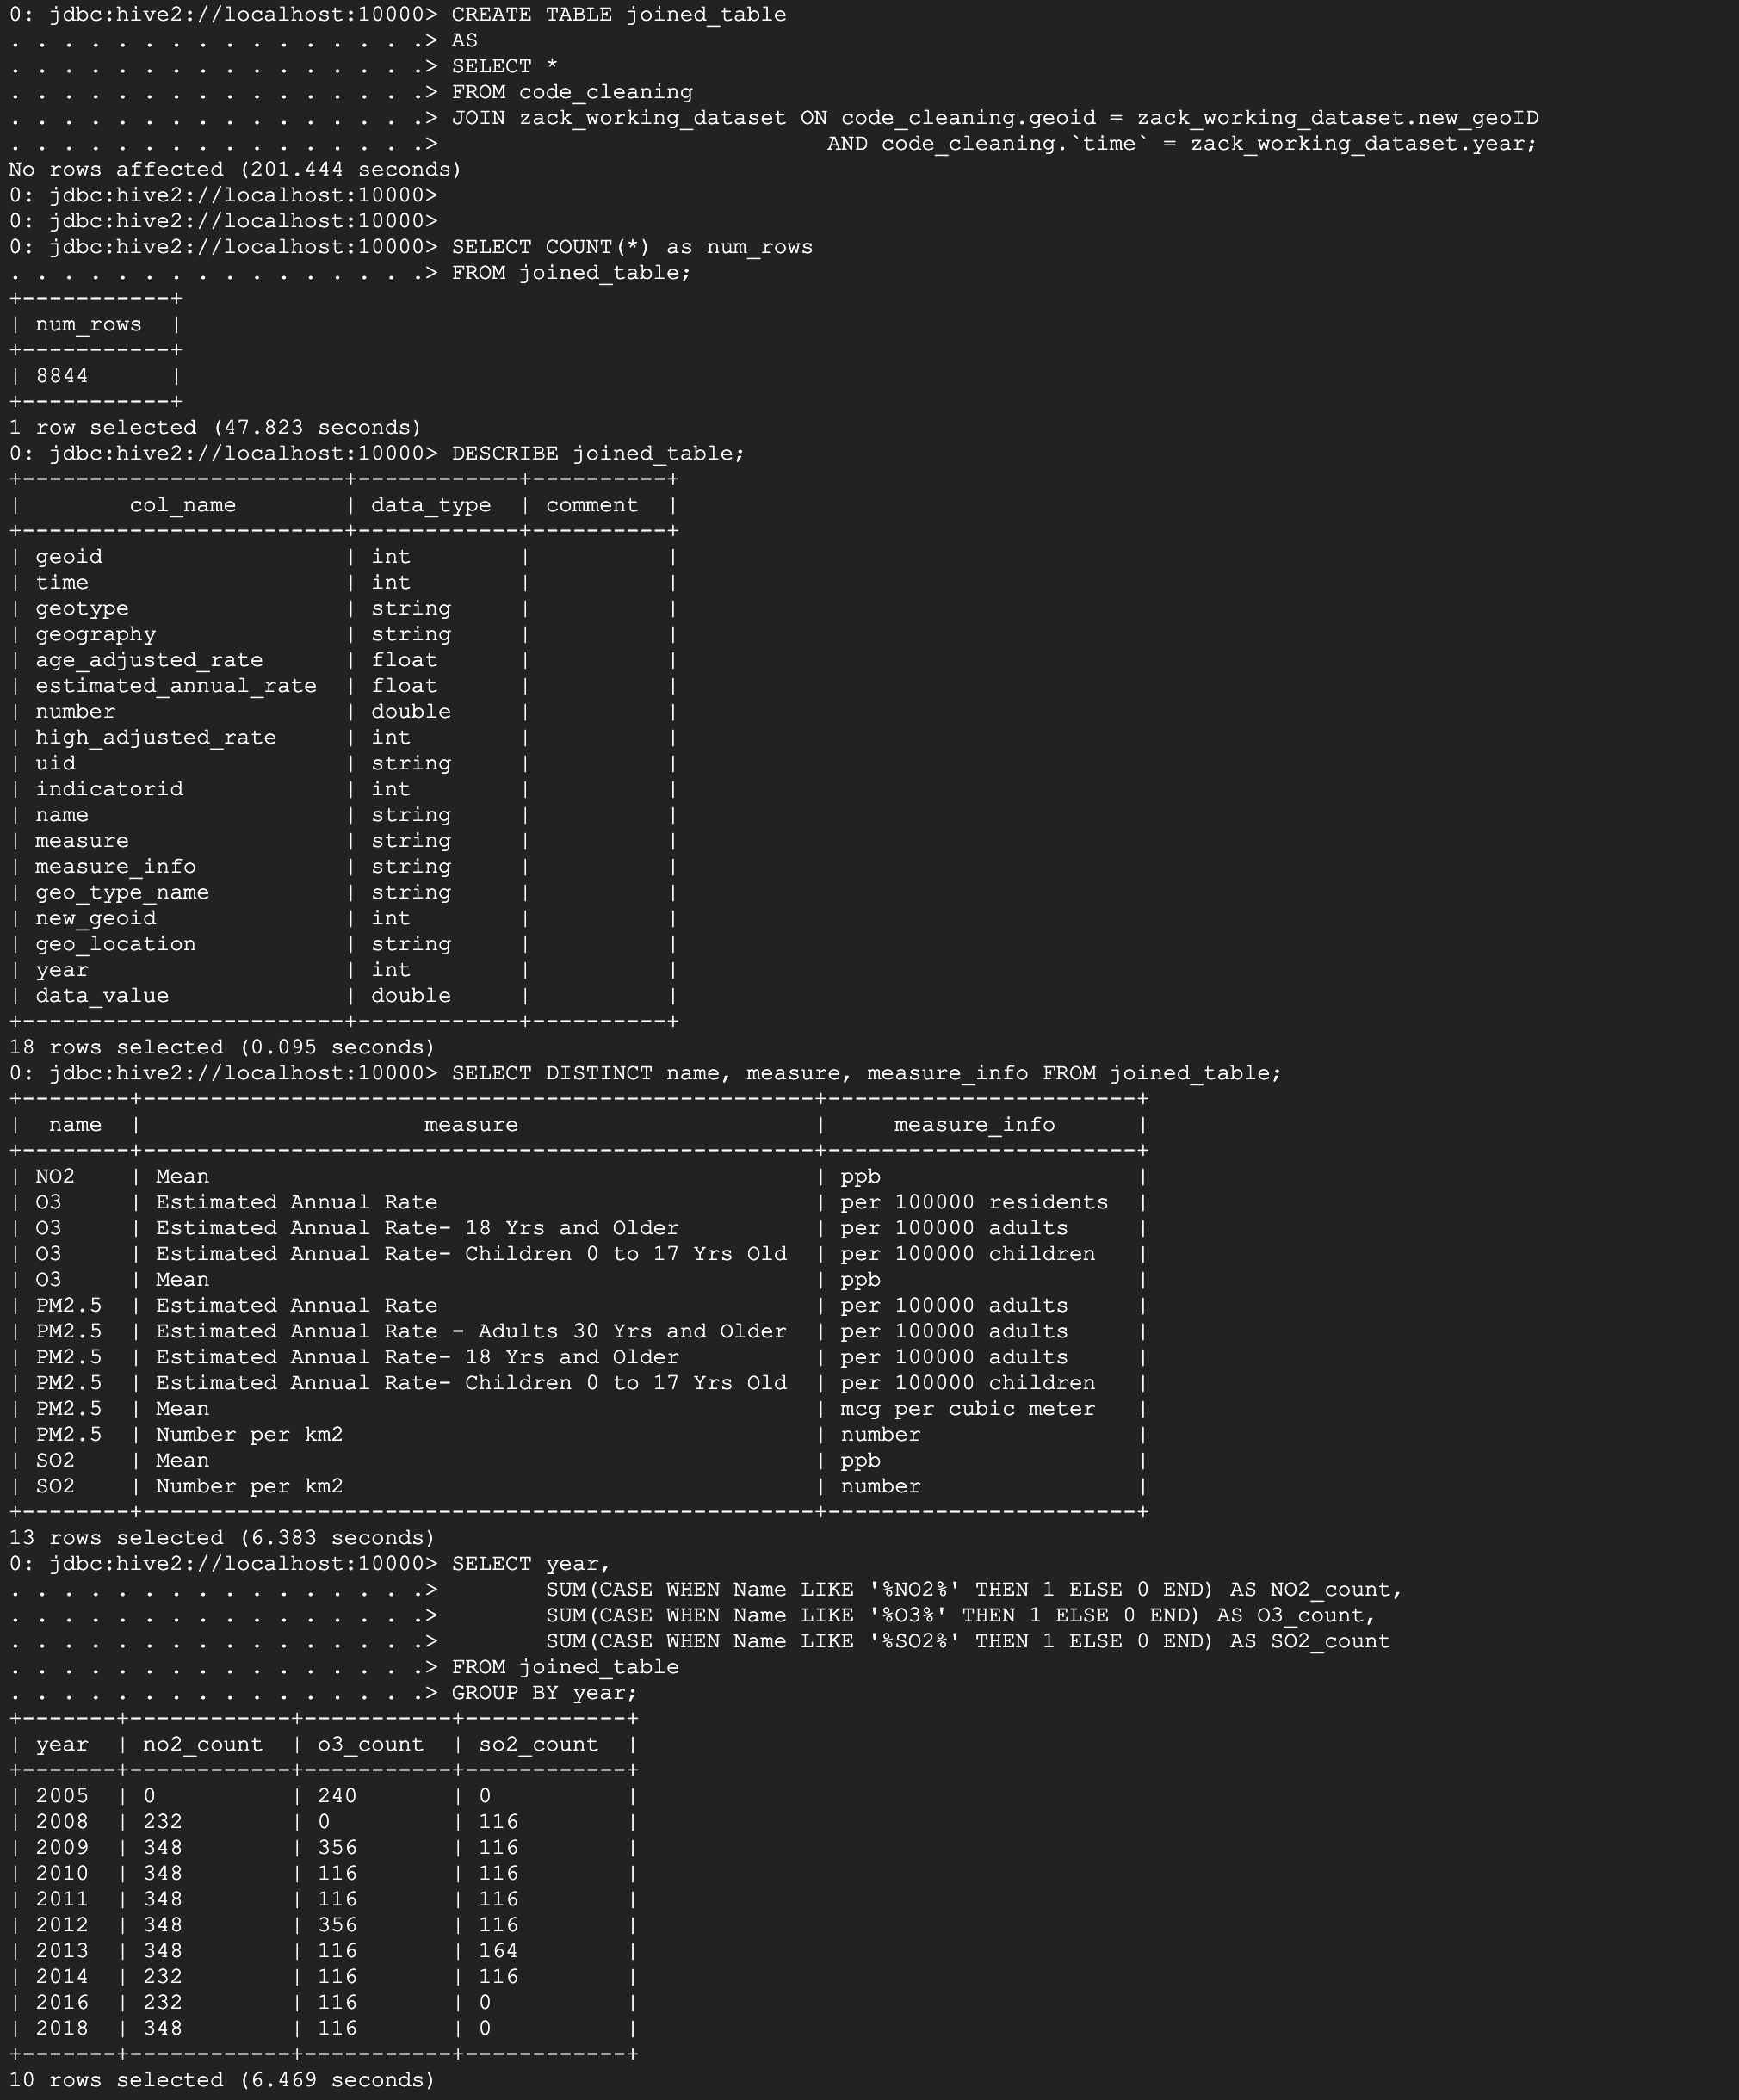 0: jdbc:hive2://localhost:10000> CREATE TABLE joined_table
. . . . . . . . . . . . . . . .> AS
. . . . . . . . . . . . . . . .> SELECT *
. . . . . . . . . . . . . . . .> FROM code_cleaning
. . . . . . . . . . . . . . . .> JOIN zack_working_dataset ON code_cleaning.geoid = zack_working_dataset.new_geoID
. . . . . . . . . . . . . . . .>                             AND code_cleaning.`time` = zack_working_dataset.year;
No rows affected (201.444 seconds)
0: jdbc:hive2://localhost:10000>
0: jdbc:hive2://localhost:10000>
0: jdbc:hive2://localhost:10000> SELECT COUNT(*) as num_rows
. . . . . . . . . . . . . . . .> FROM joined_table;
+-----------+
| num_rows  |
+-----------+
| 8844      |
+-----------+
1 row selected (47.823 seconds)
0: jdbc:hive2://localhost:10000> DESCRIBE joined_table;
+------------------------+------------+----------+
|        col_name        | data_type  | comment  |
+------------------------+------------+----------+
| geoid                  | int        |          |
| time                   | int        |          |
| geotype                | string     |          |
| geography              | string     |          |
| age_adjusted_rate      | float      |          |
| estimated_annual_rate  | float      |          |
| number                 | double     |          |
| high_adjusted_rate     | int        |          |
| uid                    | string     |          |
| indicatorid            | int        |          |
| name                   | string     |          |
| measure                | string     |          |
| measure_info           | string     |          |
| geo_type_name          | string     |          |
| new_geoid              | int        |          |
| geo_location           | string     |          |
| year                   | int        |          |
| data_value             | double     |          |
+------------------------+------------+----------+
18 rows selected (0.095 seconds)
0: jdbc:hive2://localhost:10000> SELECT DISTINCT name, measure, measure_info FROM joined_table;
+--------+--------------------------------------------------+-----------------------+
|  name  |                     measure                      |     measure_info      |
+--------+--------------------------------------------------+-----------------------+
| NO2    | Mean                                             | ppb                   |
| O3     | Estimated Annual Rate                            | per 100000 residents  |
| O3     | Estimated Annual Rate- 18 Yrs and Older          | per 100000 adults     |
| O3     | Estimated Annual Rate- Children 0 to 17 Yrs Old  | per 100000 children   |
| O3     | Mean                                             | ppb                   |
| PM2.5  | Estimated Annual Rate                            | per 100000 adults     |
| PM2.5  | Estimated Annual Rate - Adults 30 Yrs and Older  | per 100000 adults     |
| PM2.5  | Estimated Annual Rate- 18 Yrs and Older          | per 100000 adults     |
| PM2.5  | Estimated Annual Rate- Children 0 to 17 Yrs Old  | per 100000 children   |
| PM2.5  | Mean                                             | mcg per cubic meter   |
| PM2.5  | Number per km2                                   | number                |
| SO2    | Mean                                             | ppb                   |
| SO2    | Number per km2                                   | number                |
+--------+--------------------------------------------------+-----------------------+
13 rows selected (6.383 seconds)
0: jdbc:hive2://localhost:10000> SELECT year,
. . . . . . . . . . . . . . . .>        SUM(CASE WHEN Name LIKE '%NO2%' THEN 1 ELSE 0 END) AS NO2_count,
. . . . . . . . . . . . . . . .>        SUM(CASE WHEN Name LIKE '%O3%' THEN 1 ELSE 0 END) AS O3_count,
. . . . . . . . . . . . . . . .>        SUM(CASE WHEN Name LIKE '%SO2%' THEN 1 ELSE 0 END) AS SO2_count
. . . . . . . . . . . . . . . .> FROM joined_table
. . . . . . . . . . . . . . . .> GROUP BY year;
+-------+------------+-----------+------------+
| year  | no2_count  | o3_count  | so2_count  |
+-------+------------+-----------+------------+
| 2005  | 0          | 240       | 0          |
| 2008  | 232        | 0         | 116        |
| 2009  | 348        | 356       | 116        |
| 2010  | 348        | 116       | 116        |
| 2011  | 348        | 116       | 116        |
| 2012  | 348        | 356       | 116        |
| 2013  | 348        | 116       | 164        |
| 2014  | 232        | 116       | 116        |
| 2016  | 232        | 116       | 0          |
| 2018  | 348        | 116       | 0          |
+-------+------------+-----------+------------+
10 rows selected (6.469 seconds)